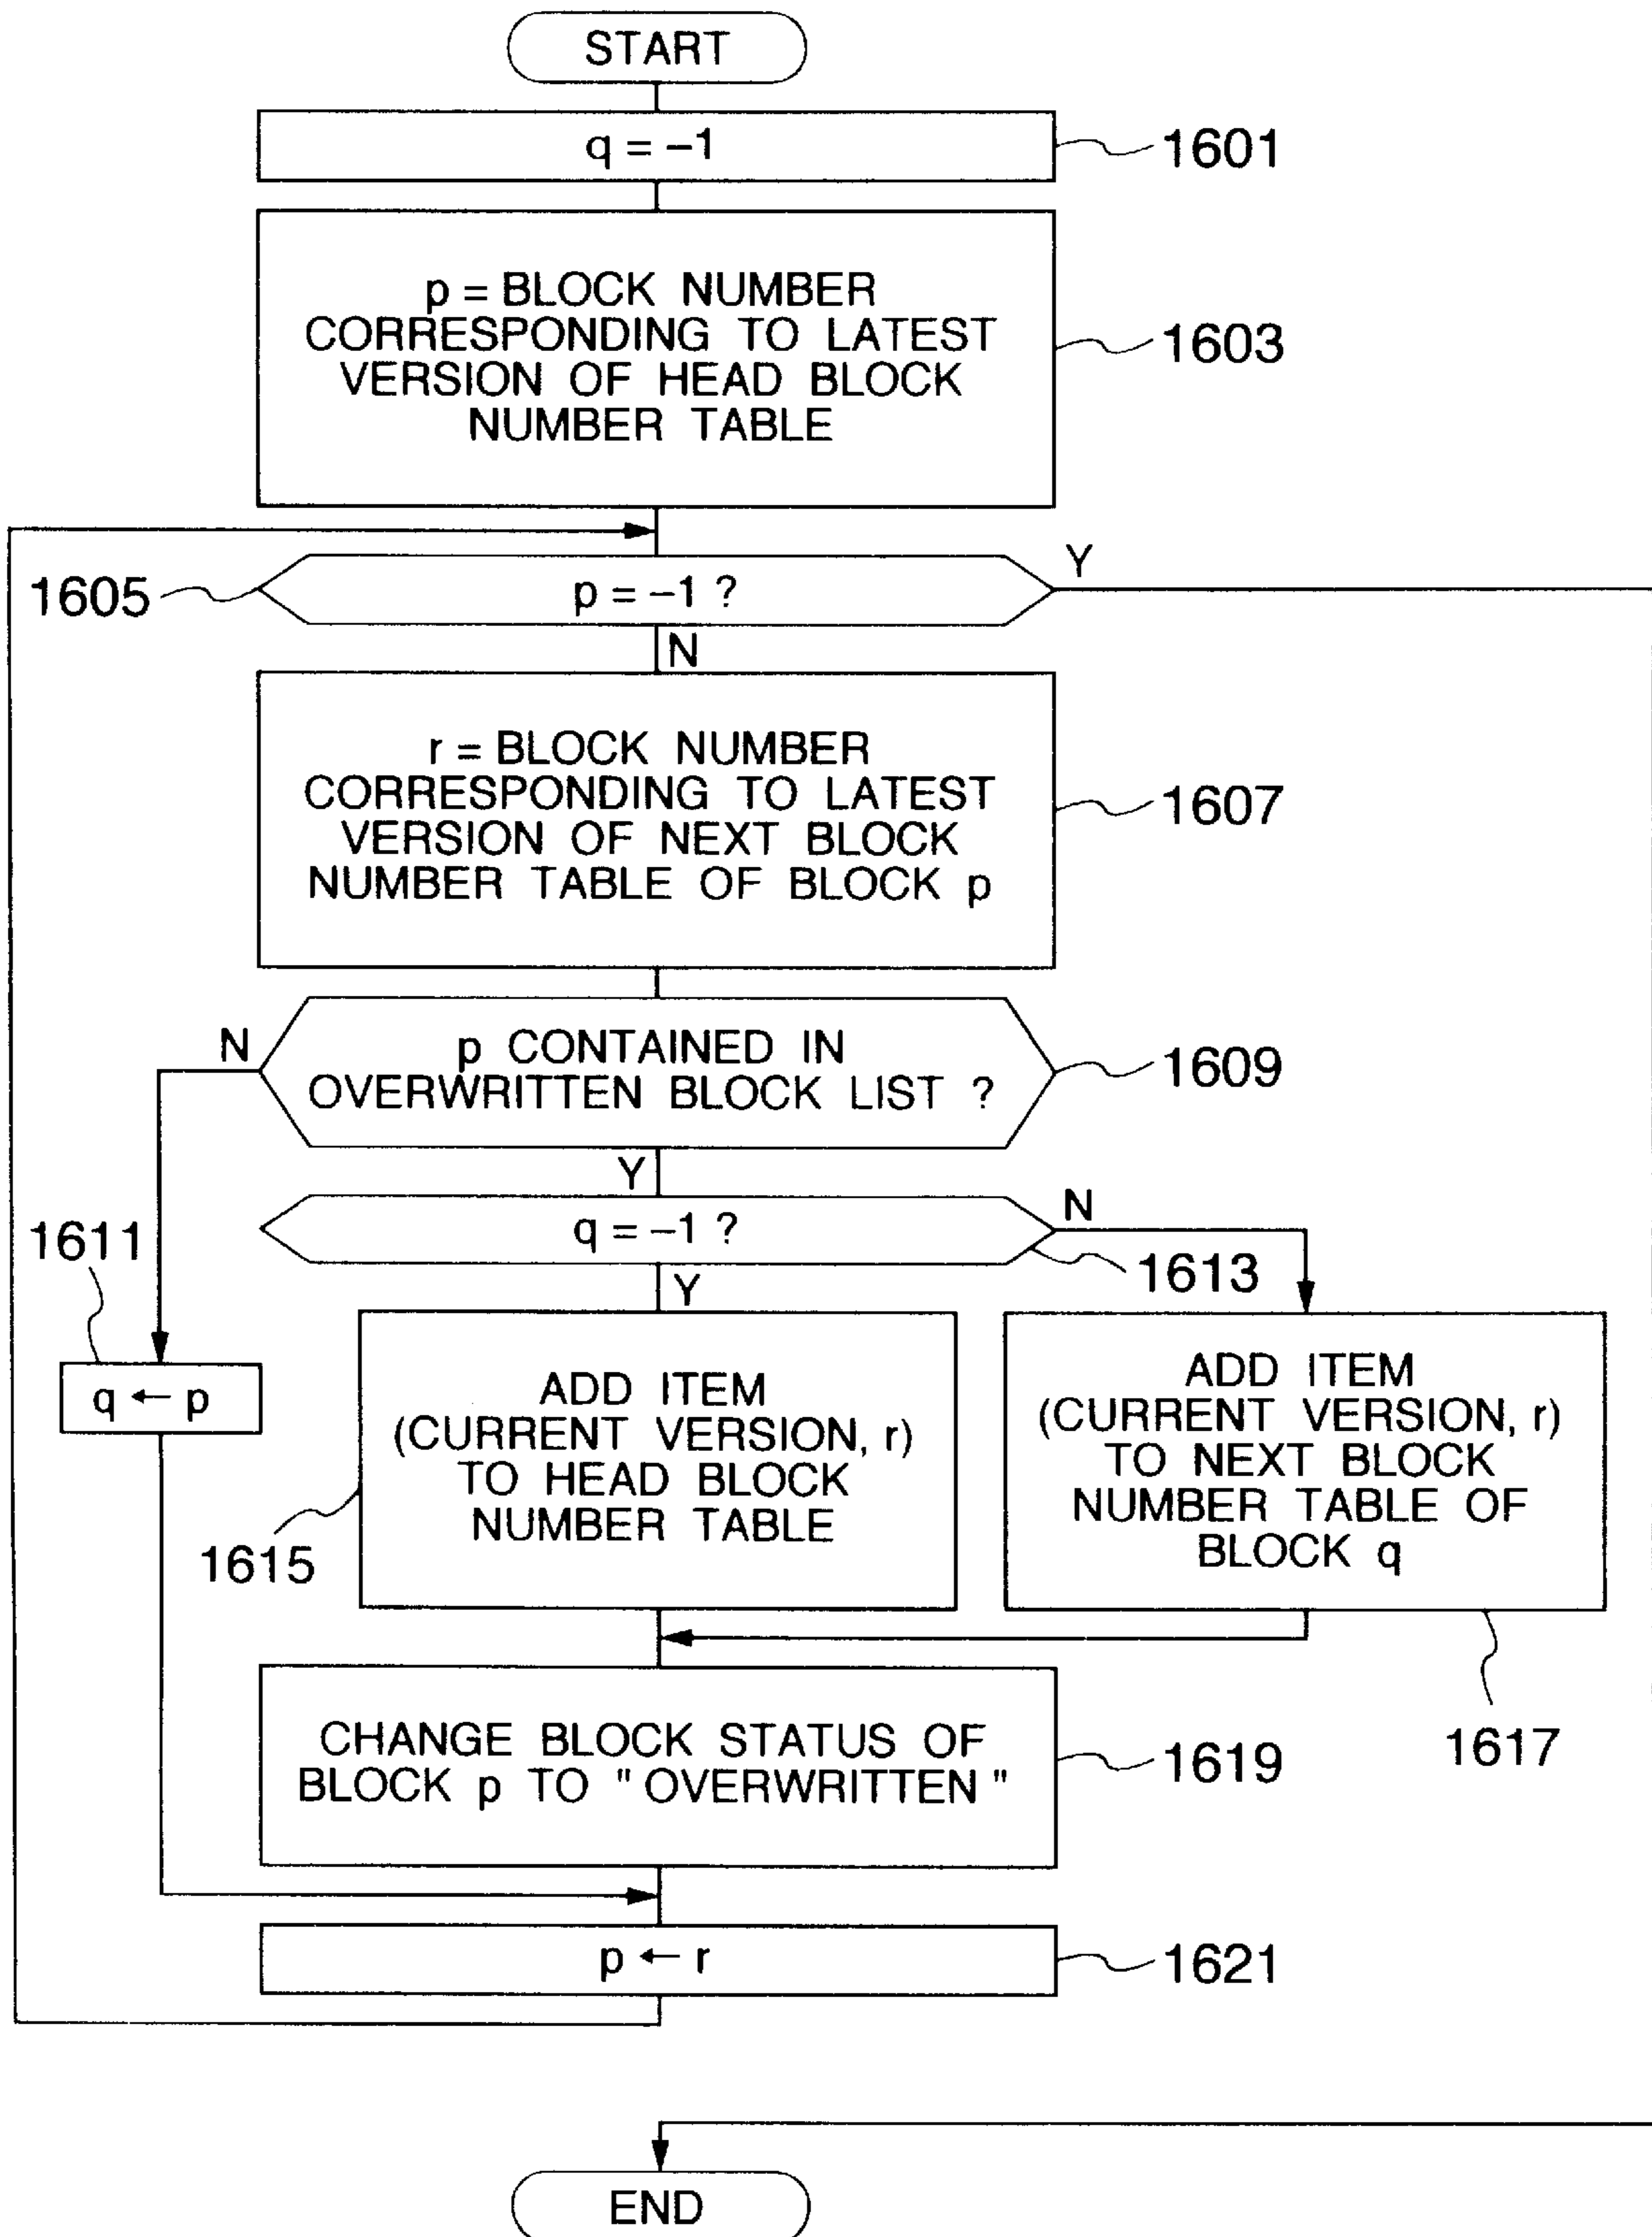 START
q = –1
1601
p = BLOCK NUMBER
CORRESPONDING TO LATEST
VERSION OF HEAD BLOCK
NUMBER TABLE
1603
1605
p = –1 ?
Y
N
r = BLOCK NUMBER
CORRESPONDING TO LATEST
VERSION OF NEXT BLOCK
NUMBER TABLE OF BLOCK p
1607
N
p CONTAINED IN
OVERWRITTEN BLOCK LIST ?
1609
Y
q = –1 ?
N
1611
1613
Y
q ← p
ADD ITEM
(CURRENT VERSION, r)
TO HEAD BLOCK
NUMBER TABLE
1615
ADD ITEM
(CURRENT VERSION, r)
TO NEXT BLOCK
NUMBER TABLE OF
BLOCK q
1617
CHANGE BLOCK STATUS OF
BLOCK p TO "OVERWRITTEN"
1619
p ← r
1621
END